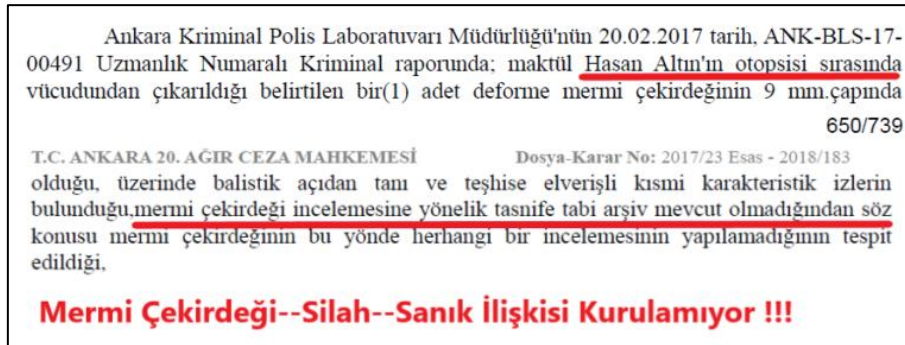 Ankara Kriminal Polis Laboratuvarı Müdürlüğü'nün 20.02.2017 tarih, ANK-BLS-17-
00491 Uzmanlık Numaralı Kriminal raporunda; maktül Hasan Altın'ın otopsisi sırasında
vücudundan çıkarıldığı belirtilen bir(1) adet deforme mermi çekirdeğinin 9 mm.çapında
650/739
T.C. ANKARA 20. AĞIR CEZA MAHKEMESİ Dosya-Karar No: 2017/23 Esas - 2018/183
olduğu, üzerinde balistik açıdan tanı ve teşhise elverişli kısmi karakteristik izlerin
bulunduğu,mermi çekirdeği incelemesine yönelik tasnife tabi arşiv mevcut olmadığından söz
konusu mermi çekirdeğinin bu yönde herhangi bir incelemesinin yapılamadığının tespit
edildiği,
Mermi Çekirdeği--Silah--Sanık İlişkisi Kurulamıyor !!!